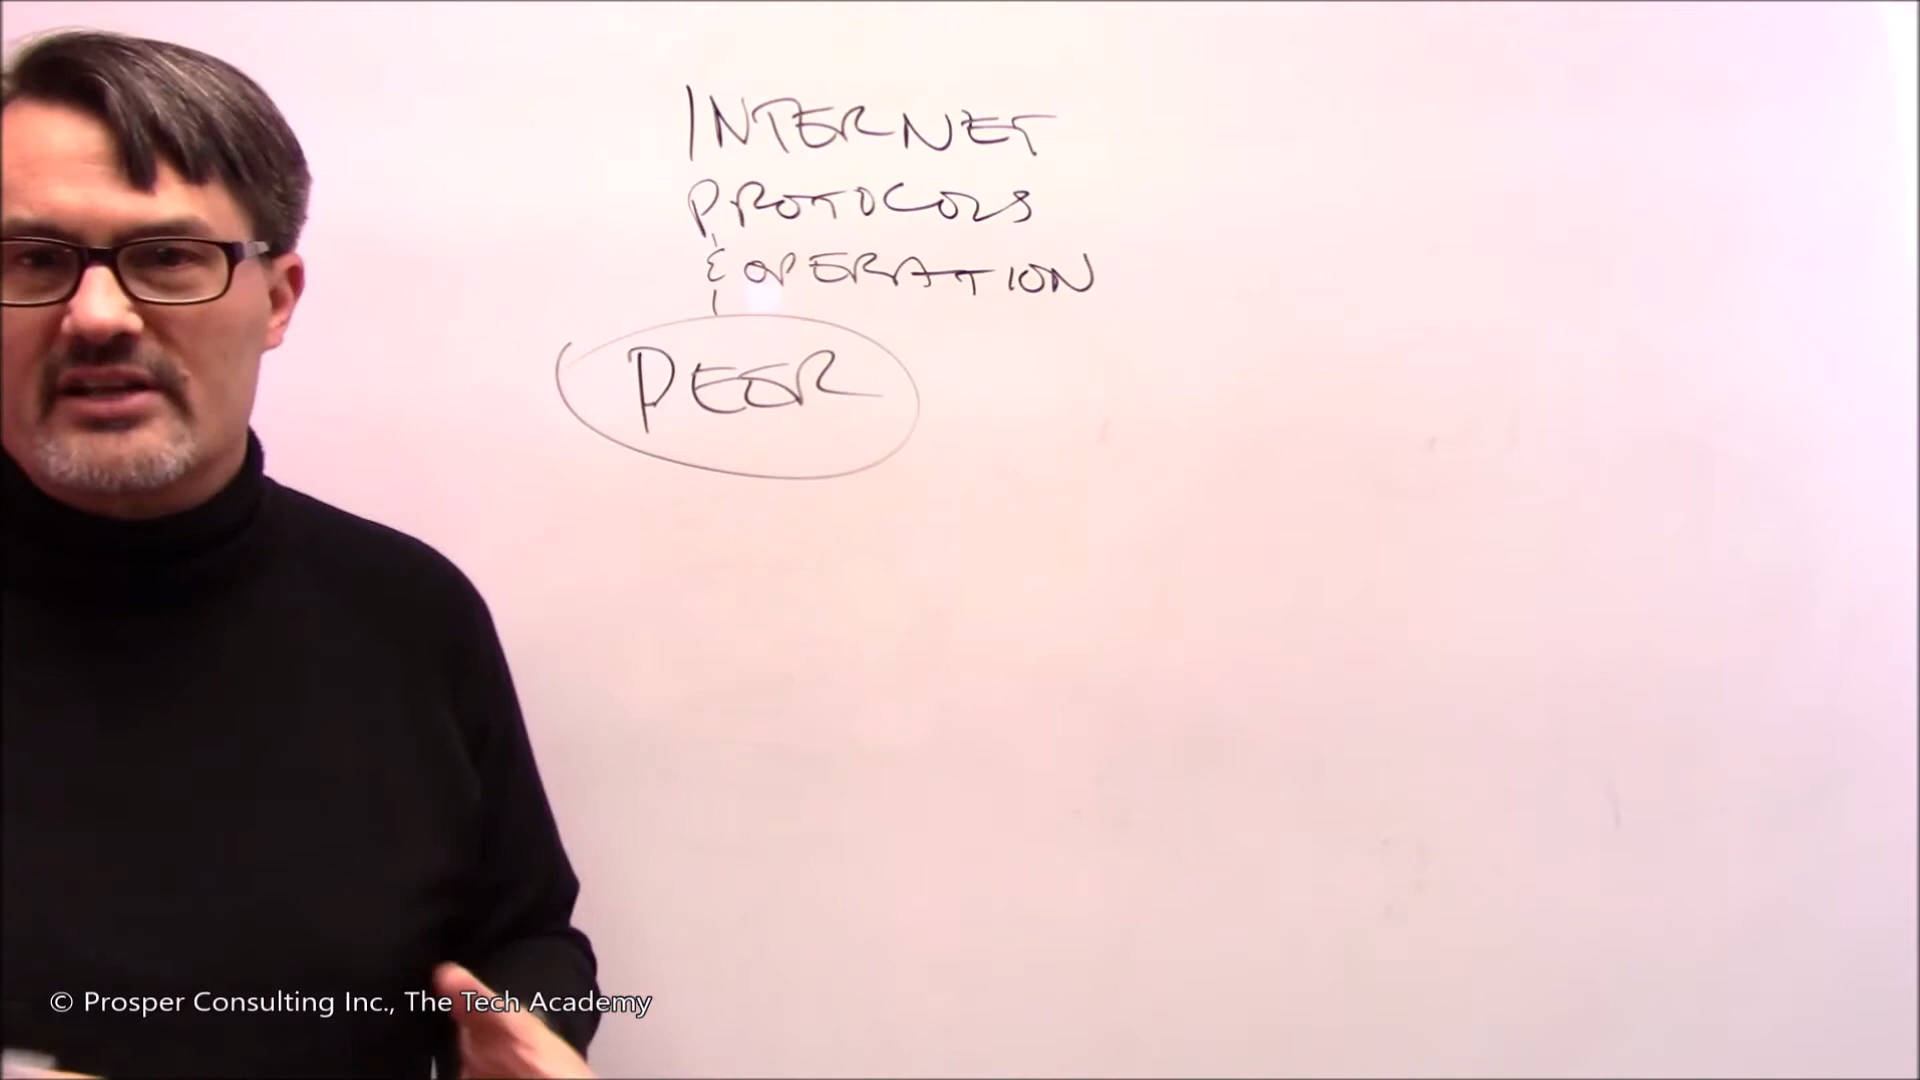 INTERNET
PROTOCOLS
& OPERATION
PEER
© Prosper Consulting Inc., The Tech Academy